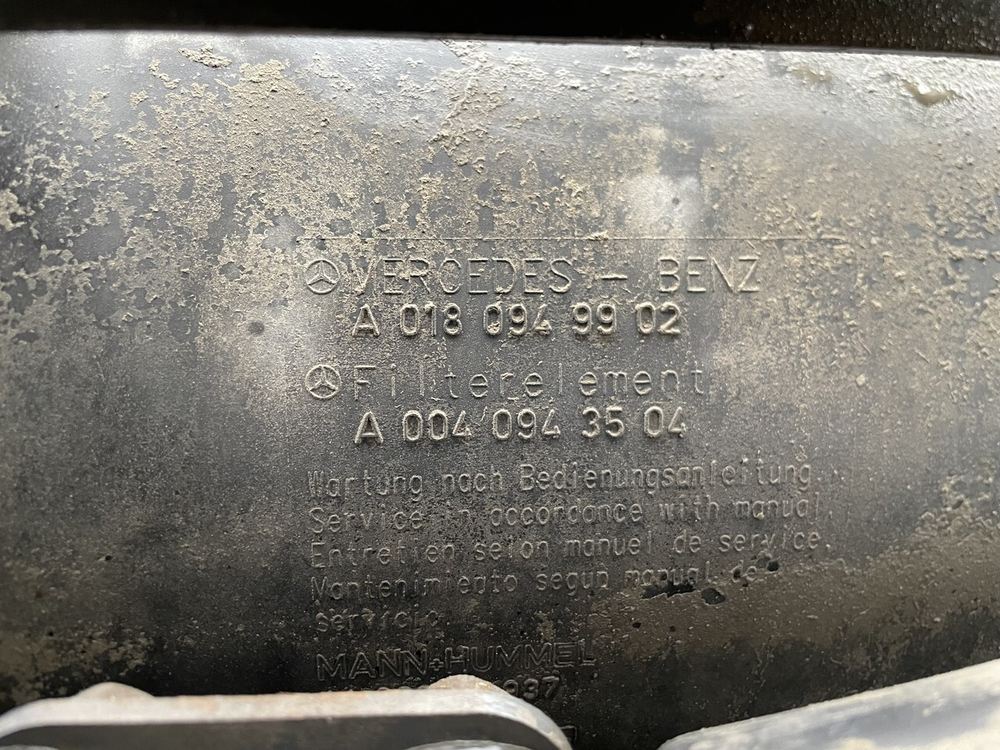 MERCEDES - BENZ
A 018 094 99 02
Filterelement
A 004 094 35 04
Wartung nach Bedienungsanleitung
Service in accordance with manual.
Entretien selon manuel de service.
Mantenimiento segun manual de
servicio
MANN+HUMMEL
937